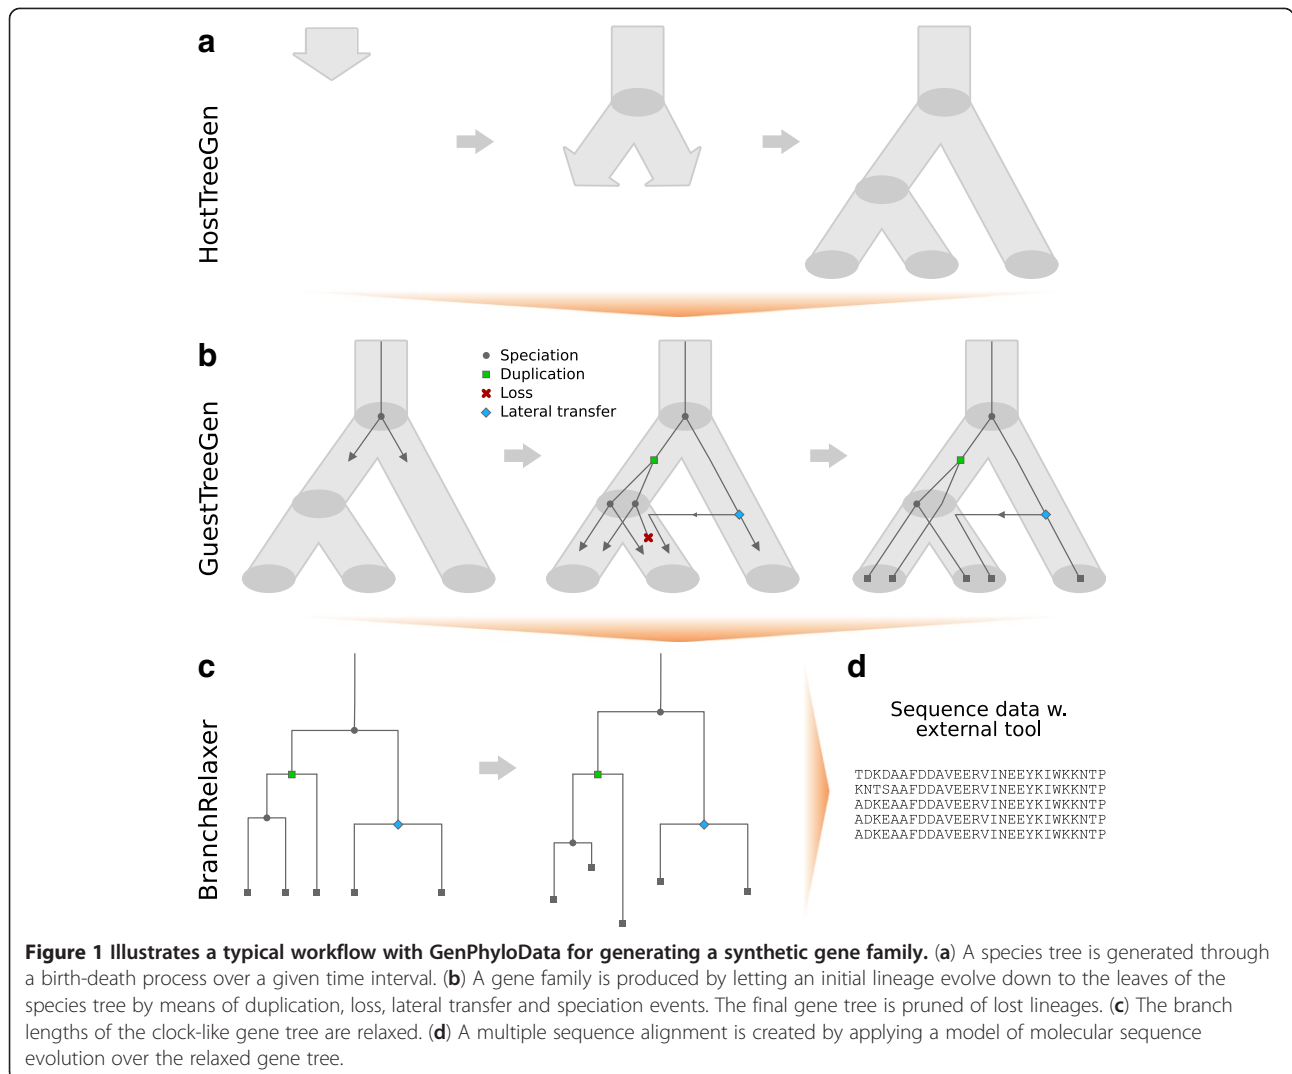 a
HostTreeGen
b
Speciation
Duplication
Loss
Lateral transfer
GuestTreeGen
c
BranchRelaxer
d
Sequence data w.
external tool
TDKDAAFDDAVEERVINEEYKIWKKNTP
KNTSAAFDDAVEERVINEEYKIWKKNTP
ADKEAAFDDAVEERVINEEYKIWKKNTP
ADKEAAFDDAVEERVINEEYKIWKKNTP
ADKEAAFDDAVEERVINEEYKIWKKNTP
Figure 1 Illustrates a typical workflow with GenPhyloData for generating a synthetic gene family. (a) A species tree is generated through
a birth-death process over a given time interval. (b) A gene family is produced by letting an initial lineage evolve down to the leaves of the
species tree by means of duplication, loss, lateral transfer and speciation events. The final gene tree is pruned of lost lineages. (c) The branch
lengths of the clock-like gene tree are relaxed. (d) A multiple sequence alignment is created by applying a model of molecular sequence
evolution over the relaxed gene tree.